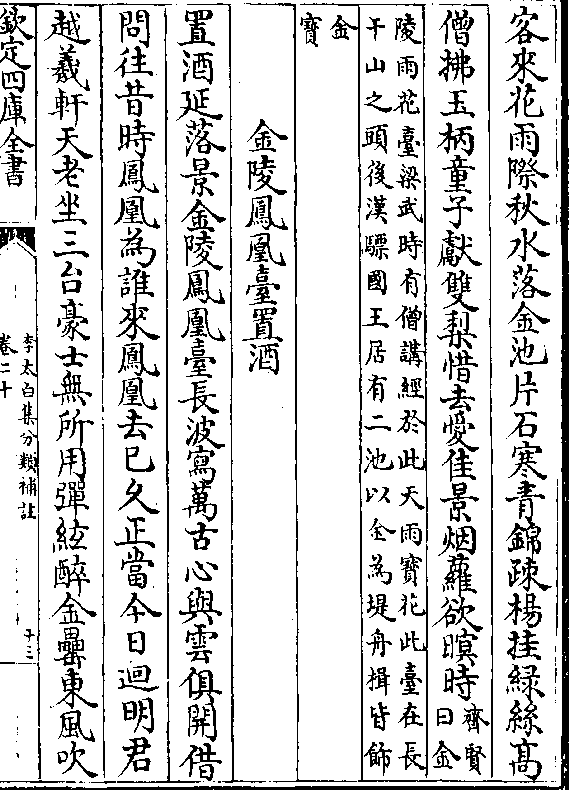 客來花雨際秋水落金池片石寒青錦疎楊挂緑絲髙
僧拂玉柄童子獻雙梨惜去愛佳景烟蘿欲暝時
齊賢
曰金
陵雨花臺梁武時有僧講經於此天雨寶花此臺在長
干山之頭後漢驃國王居有二池以金為堤舟楫皆飾
金
寶
金陵鳳凰臺置酒
置酒延落景金陵鳳凰臺長波寫萬古心與雲俱開借
問往昔時鳳凰為誰來鳳凰去已久正當今日迴明君
越羲軒天老坐三台豪士無所用彈絃醉金罍東風吹
欽定四庫全書
李太白集分類補註
卷二十
十三